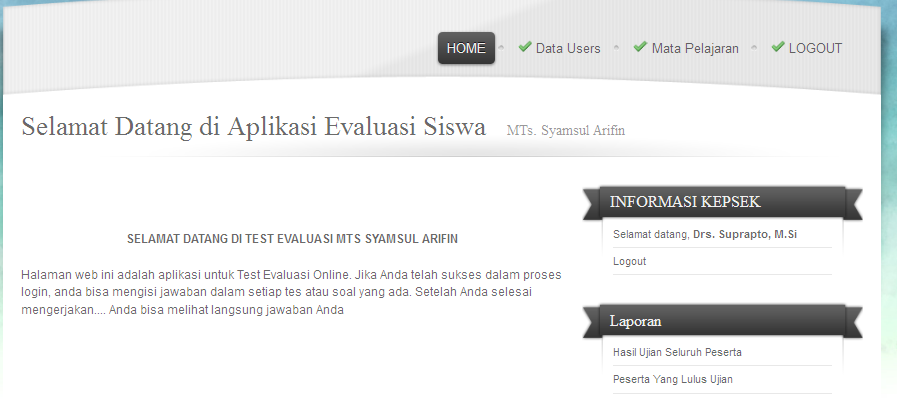 HOME
Data Users
Mata Pelajaran
LOGOUT
Selamat Datang di Aplikasi Evaluasi Siswa MTs. Syamsul Arifin
SELAMAT DATANG DI TEST EVALUASI MTS SYAMSUL ARIFIN
Halaman web ini adalah aplikasi untuk Test Evaluasi Online. Jika Anda telah sukses dalam proses
login, anda bisa mengisi jawaban dalam setiap tes atau soal yang ada. Setelah Anda selesai
mengerjakan.... Anda bisa melihat langsung jawaban Anda
INFORMASI KEPSEK
Selamat datang, Drs. Suprapto, M.Si
Logout
Laporan
Hasil Ujian Seluruh Peserta
Peserta Yang Lulus Ujian